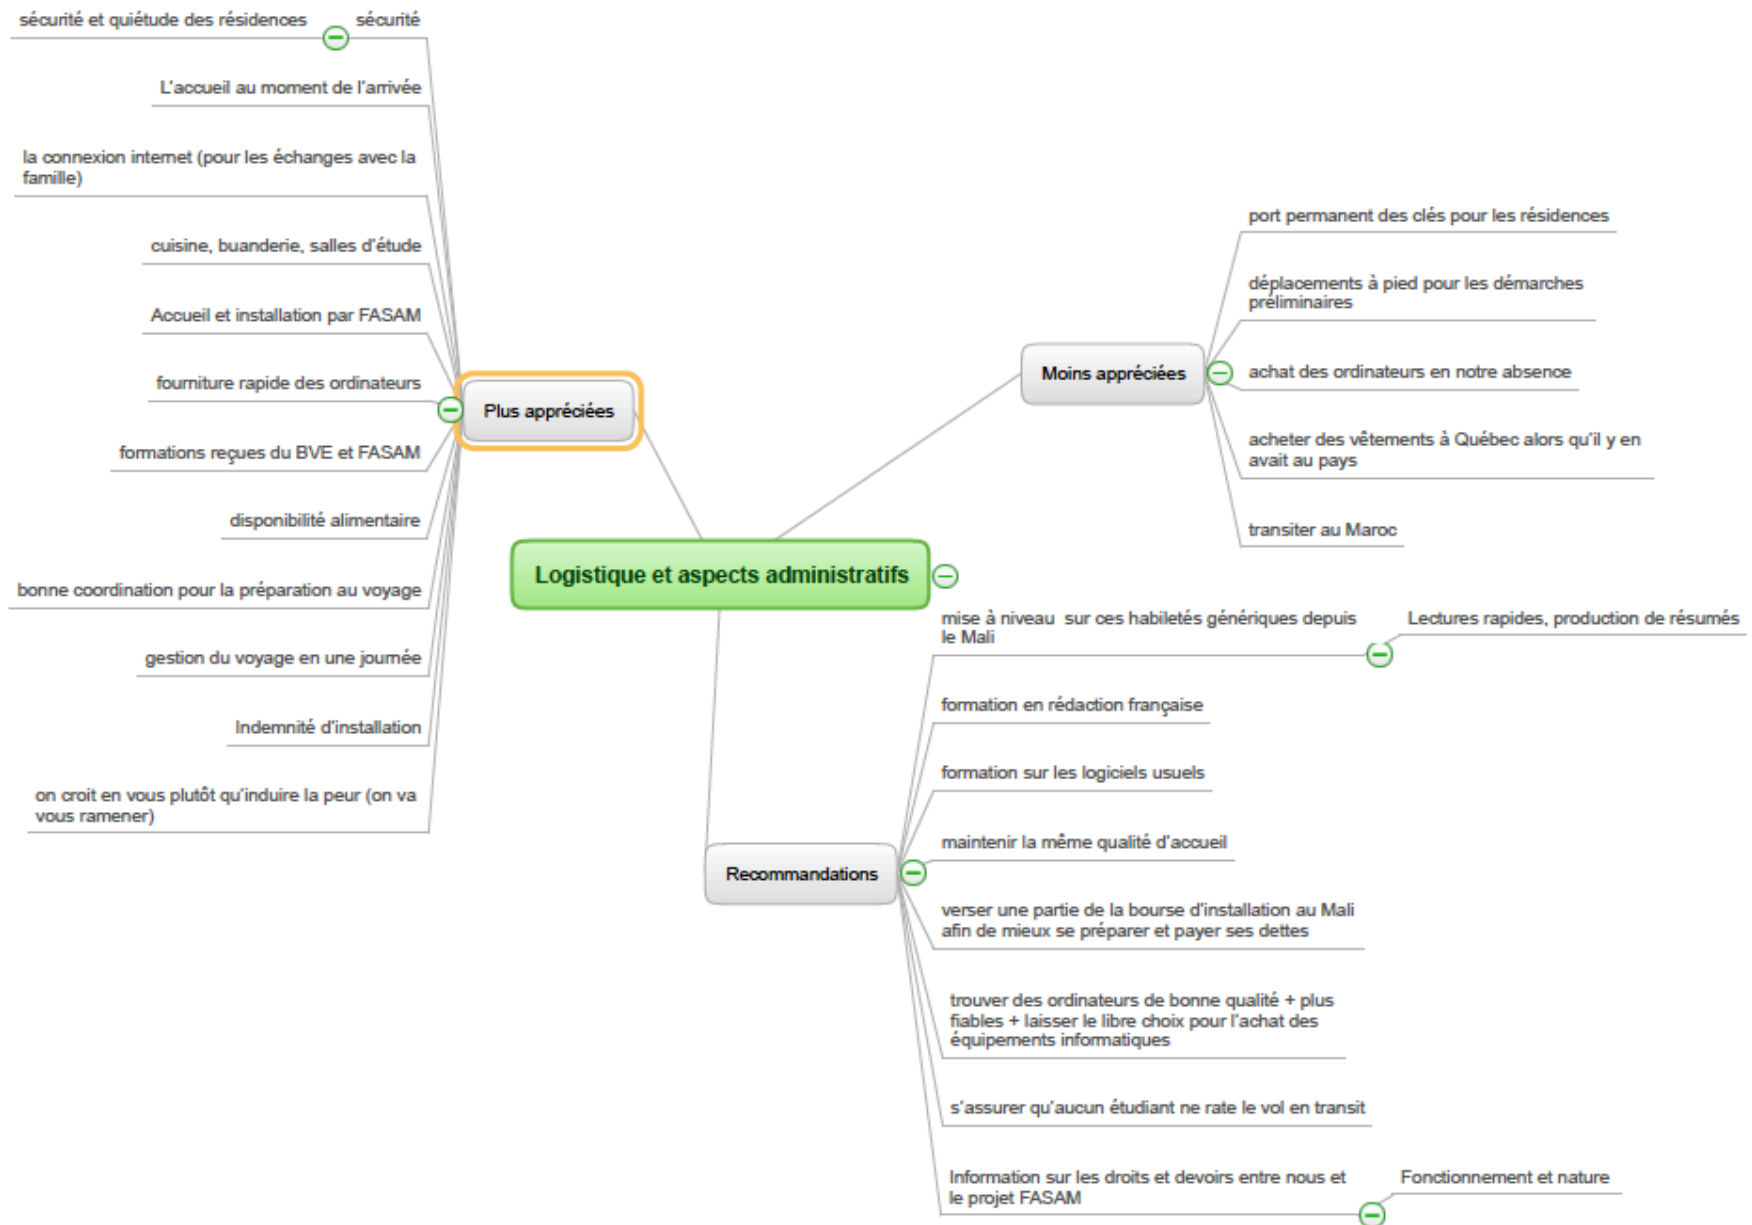 sécurité et quiétude des résidences
sécurité
L'accueil au moment de l'arrivée
la connexion internet (pour les échanges avec la
famille)
cuisine, buanderie, salles d'étude
Accueil et installation par FASAM
fourniture rapide des ordinateurs
formations reçues du BVE et FASAM
disponibilité alimentaire
bonne coordination pour la préparation au voyage
gestion du voyage en une journée
Indemnité d'installation
on croit en vous plutôt qu'induire la peur (on va
vous ramener)
Plus appréciées
Logistique et aspects administratifs
Moins appréciées
port permanent des clés pour les résidences
déplacements à pied pour les démarches
préliminaires
achat des ordinateurs en notre absence
acheter des vêtements à Québec alors qu'il y en
avait au pays
transiter au Maroc
Recommandations
mise à niveau  sur ces habiletés génériques depuis
le Mali
Lectures rapides, production de résumés
formation en rédaction française
formation sur les logiciels usuels
maintenir la même qualité d'accueil
verser une partie de la bourse d'installation au Mali
afin de mieux se préparer et payer ses dettes
trouver des ordinateurs de bonne qualité + plus
fiables + laisser le libre choix pour l'achat des
équipements informatiques
s'assurer qu'aucun étudiant ne rate le vol en transit
Information sur les droits et devoirs entre nous et
le projet FASAM
Fonctionnement et nature